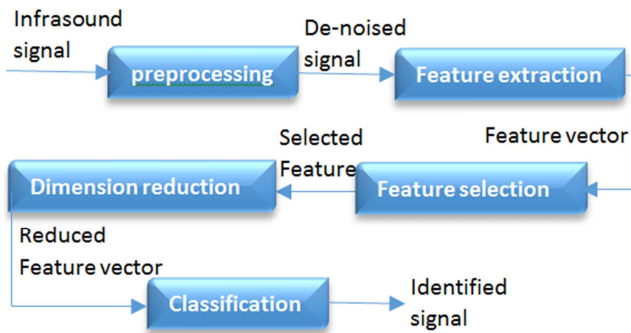 Infrasound
signal
preprocessing
De-noised
signal
Feature extraction
Feature vector
Feature selection
Selected
Feature
Dimension reduction
Reduced
Feature vector
Classification
Identified
signal